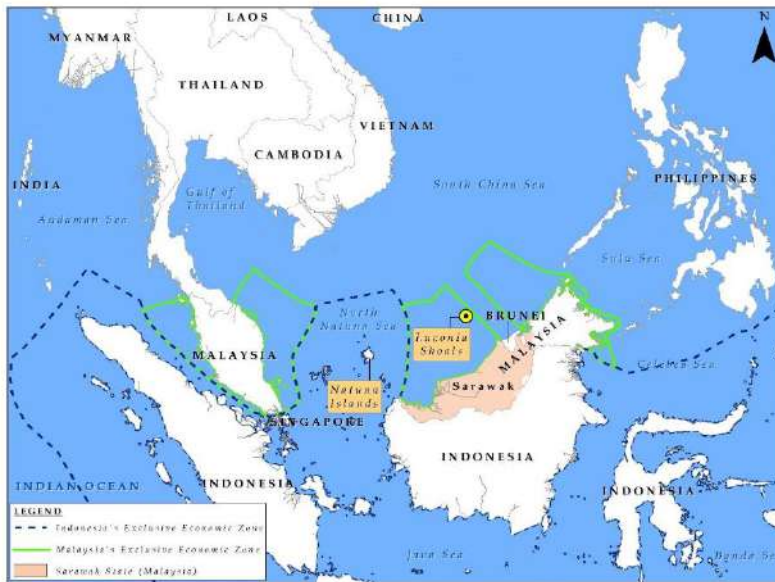 LAOS
CHINA
N
MYANMAR
THAILAND
VIETNAM
CAMBODIA
South China Sea
PHILIPPINES
INDIA
Gulf of
Thailand
Andaman Sea
Sulu Sea
North
Natuna Sea
BRUNEI
Luconia
Shoals
MALAYSIA
MALAYSIA
Celebes Sea
Natuna
Islands
Sarawak
SINGAPORE
INDONESIA
INDIAN OCEAN
INDONESIA
INDONESIA
LEGEND
Indonesia's Exclusive Economic Zone
Malaysia's Exclusive Economic Zone
Sarawak State (Malaysia)
Java Sea
Banda Sea